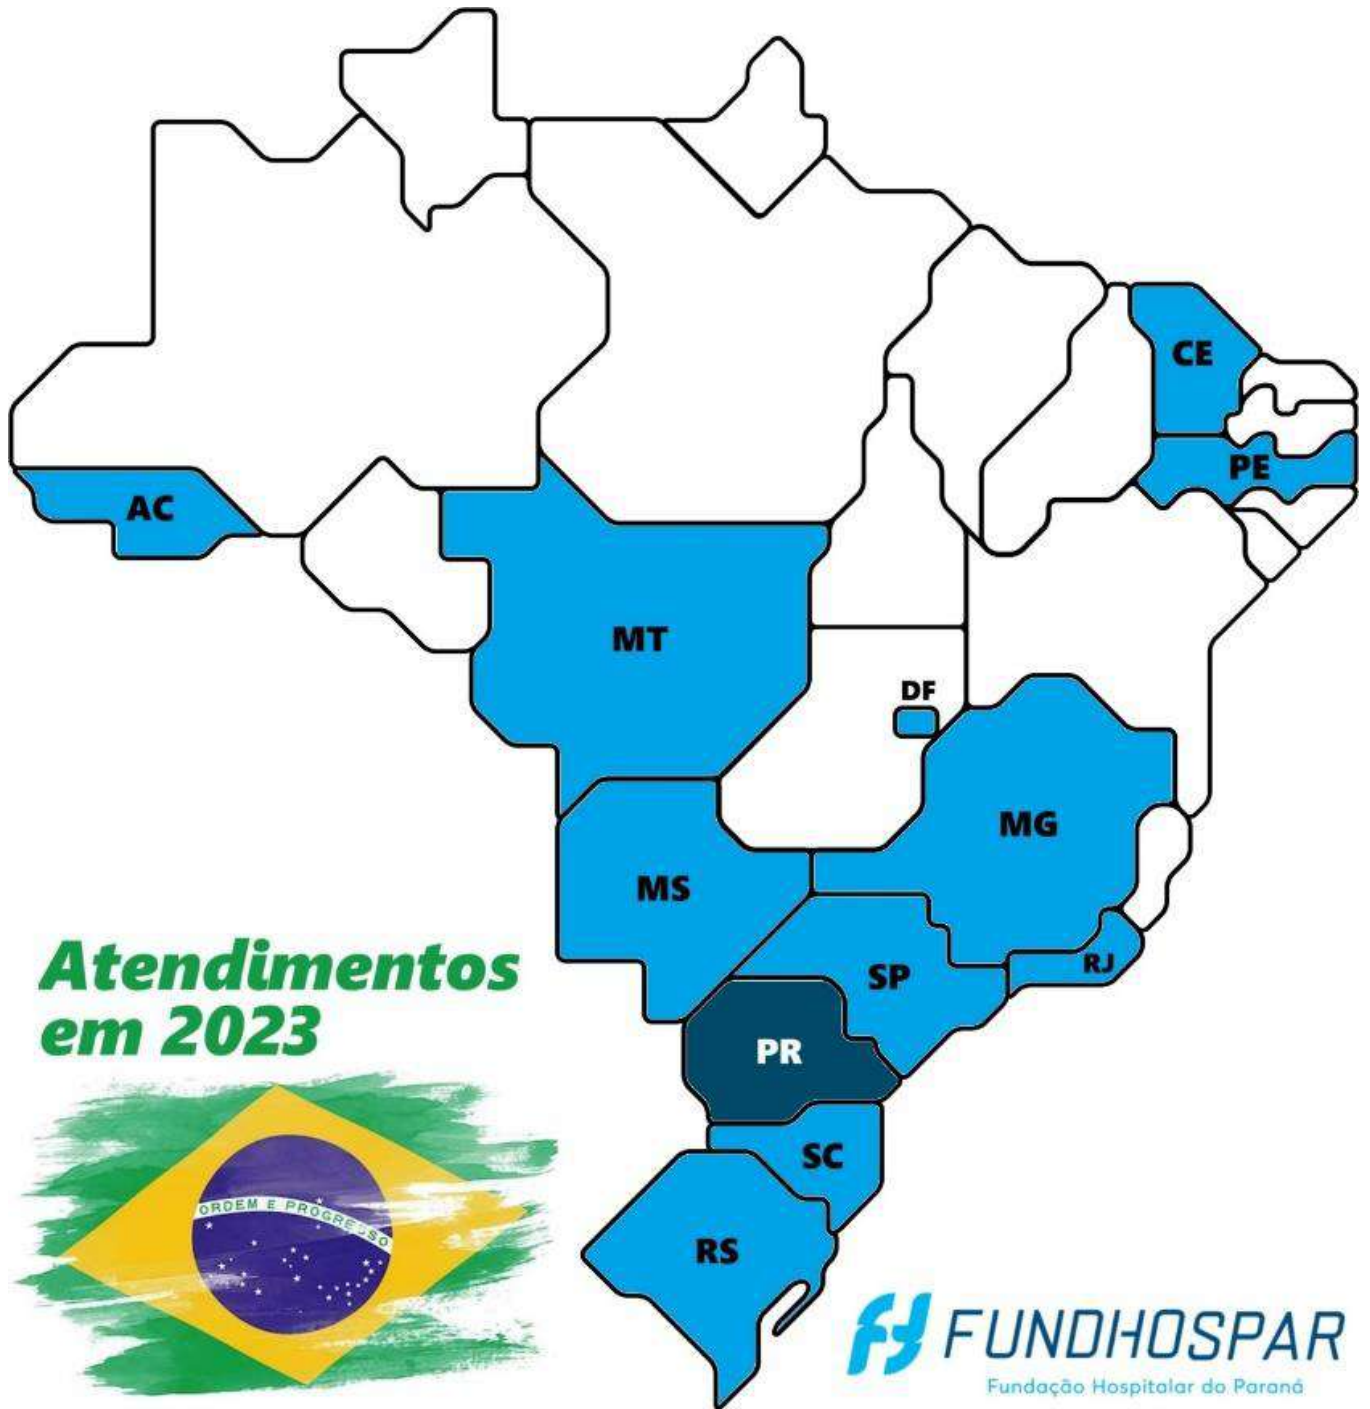 CE
PE
AC
MT
DF
MG
MS
RJ
SP
PR
SC
RS
Atendimentos
em 2023
ORDEM E PROGRESSO
FUNDHOSPAR
Fundação Hospitalar do Paraná